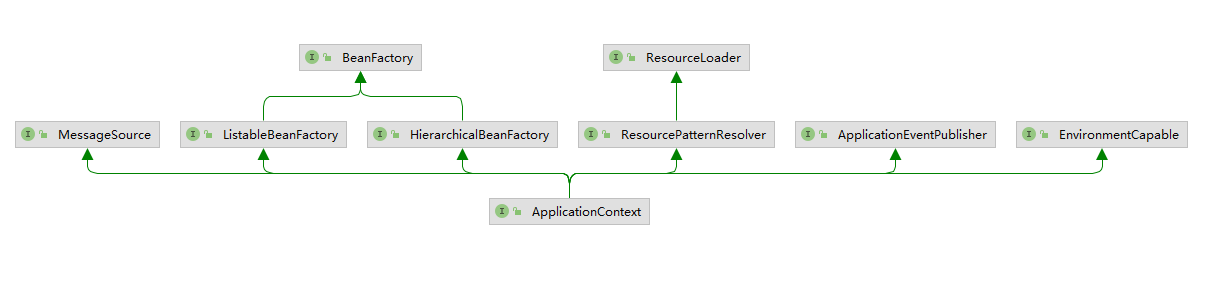 I BeanFactory
I ResourceLoader
I MessageSource
I ListableBeanFactory
I HierarchicalBeanFactory
I ResourcePatternResolver
I ApplicationEventPublisher
I EnvironmentCapable
I ApplicationContext